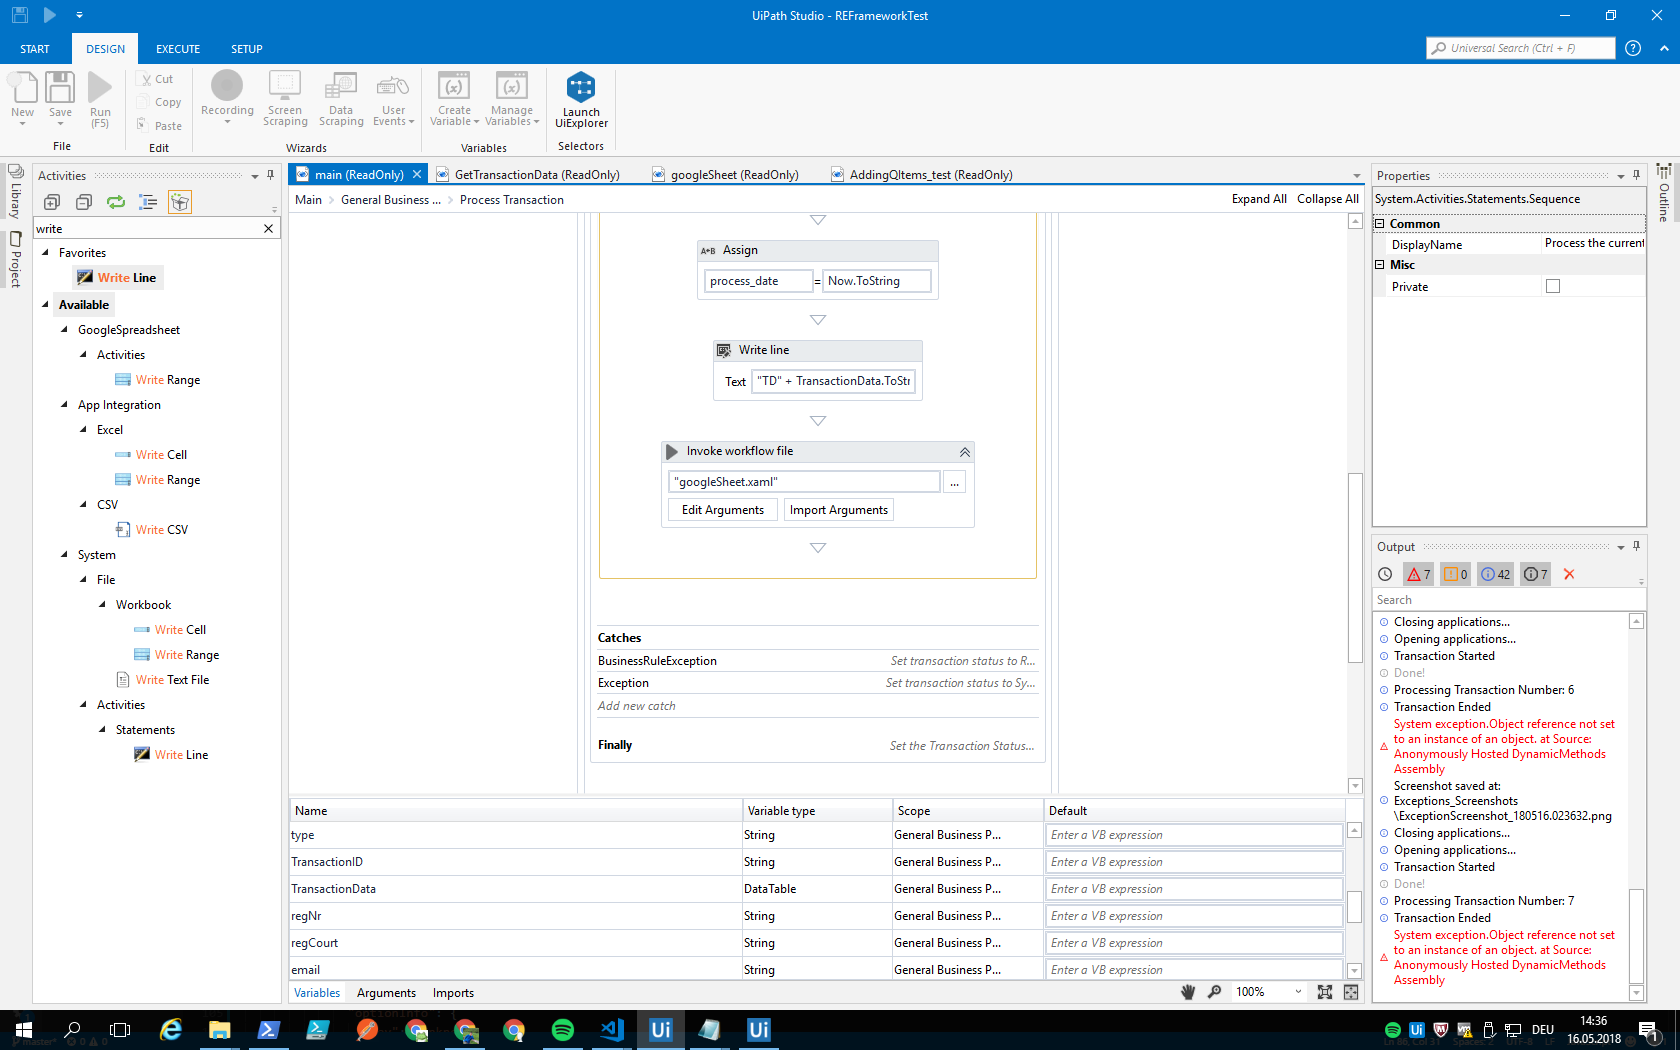 UiPath Studio - REFrameworkTest
START
DESIGN
EXECUTE
SETUP
Universal Search (Ctrl + F)
New
Save
Run
(F5)
Cut
Copy
Paste
Recording
Screen
Scraping
Data
Scraping
User
Events
Create
Variable
Manage
Variables
Launch
UiExplorer
File
Edit
Wizards
Variables
Selectors
Library
Project
Activities
write
Favorites
Write Line
Available
GoogleSpreadsheet
Activities
Write Range
App Integration
Excel
Write Cell
Write Range
CSV
Write CSV
System
File
Workbook
Write Cell
Write Range
Write Text File
Activities
Statements
Write Line
main (ReadOnly)
GetTransactionData (ReadOnly)
googleSheet (ReadOnly)
AddingQItems_test (ReadOnly)
Main
General Business ...
Process Transaction
Expand All
Collapse All
A+B Assign
process_date = Now.ToString
Write line
Text "TD" + TransactionData.ToStr
Invoke workflow file
"googleSheet.xaml"
...
Edit Arguments
Import Arguments
Catches
BusinessRuleException Set transaction status to R...
Exception Set transaction status to Sy...
Add new catch
Finally Set the Transaction Status...
Name Variable type Scope Default
type String General Business P... Enter a VB expression
TransactionID String General Business P... Enter a VB expression
TransactionData DataTable General Business P... Enter a VB expression
regNr String General Business P... Enter a VB expression
regCourt String General Business P... Enter a VB expression
email String General Business P... Enter a VB expression
Variables
Arguments
Imports
100%
Properties
System.Activities.Statements.Sequence
Common
DisplayName Process the current
Misc
Private
Outline
Output
7
0
42
7
Search
Closing applications...
Opening applications...
Transaction Started
Done!
Processing Transaction Number: 6
Transaction Ended
System exception.Object reference not set
to an instance of an object. at Source:
Anonymously Hosted DynamicMethods
Assembly
Screenshot saved at:
Exceptions_Screenshots
\ExceptionScreenshot_180516.023632.png
Closing applications...
Opening applications...
Transaction Started
Done!
Processing Transaction Number: 7
Transaction Ended
System exception.Object reference not set
to an instance of an object. at Source:
Anonymously Hosted DynamicMethods
Assembly
Ui
Ui
Ui
DEU
14:36
16.05.2018
1